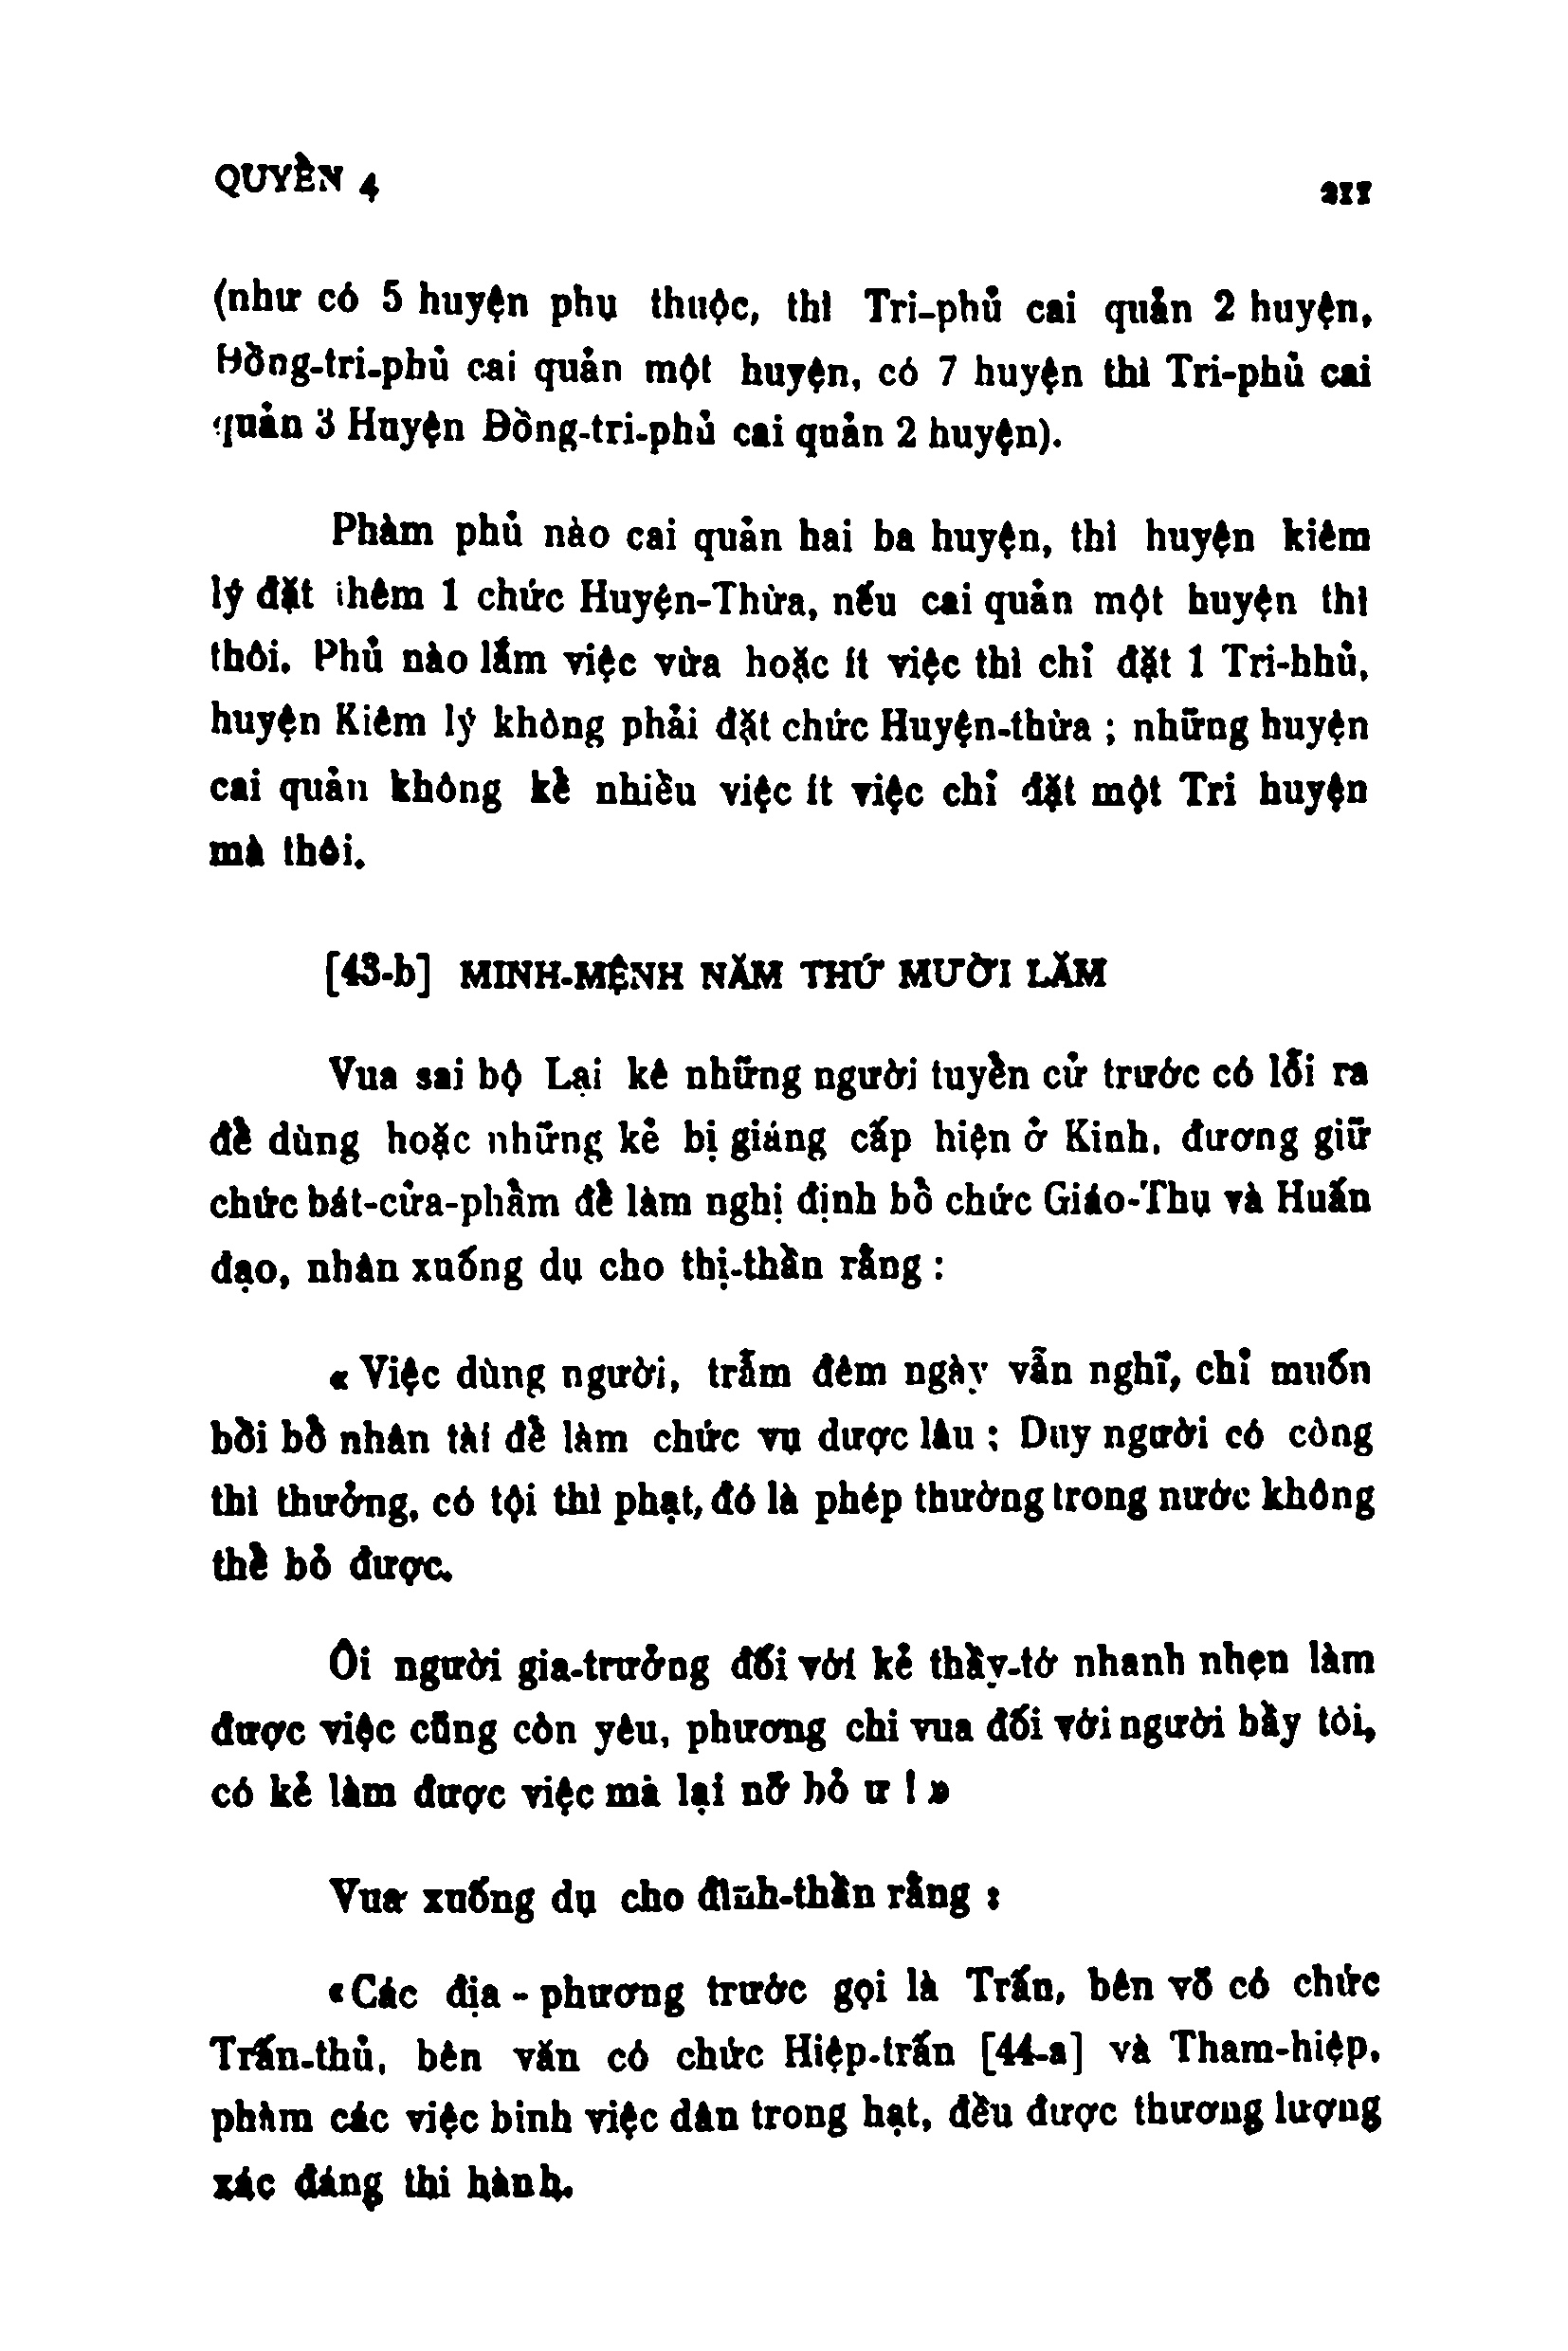 QUYỂN 4
211
(như có 5 huyện phụ thuộc, thì Tri-phủ cai quản 2 huyện,
Đồng-tri-phủ cai quản một huyện, có 7 huyện thì Tri-phủ cai
quản 3 Huyện Đồng-tri-phủ cai quản 2 huyện).
Phàm phủ nào cai quản hai ba huyện, thì huyện kiêm
lý đặt thêm 1 chức Huyện-Thừa, nếu cai quản một huyện thì
thôi. Phủ nào lắm việc vừa hoặc ít việc thì chỉ đặt 1 Tri-hhủ,
huyện Kiêm lý không phải đặt chức Huyện-thừa ; những huyện
cai quản không kể nhiều việc ít việc chỉ đặt một Tri huyện
mà thôi.
[43-b] MINH-MỆNH NĂM THỨ MƯỜI LĂM
Vua sai bộ Lại kê những người tuyển cử trước có lỗi ra
để dùng hoặc những kẻ bị giáng cấp hiện ở Kinh, đương giữ
chức bát-cửa-phẩm để làm nghị định bổ chức Giáo-Thụ và Huấn
đạo, nhân xuống dụ cho thị-thần rằng :
« Việc dùng người, trẫm đêm ngày vẫn nghĩ, chỉ muốn
bồi bổ nhân tài để làm chức vụ dược lâu ; Duy người có công
thì thưởng, có tội thì phạt, đó là phép thường trong nước không
thể bỏ được.
Ôi người gia-trưởng đối với kẻ thầy-tớ nhanh nhẹn làm
được việc cũng còn yêu, phương chi vua đối với người bầy tôi,
có kẻ làm được việc mà lại nỡ bỏ ư ! »
Vua xuống dụ cho đình-thần rằng :
«Các địa - phương trước gọi là Trấn, bên võ có chức
Trấn-thủ, bên văn có chức Hiệp-trấn [44-a] và Tham-hiệp,
phàm các việc binh việc dân trong hạt, đều được thương lượng
xác đáng thi hành.